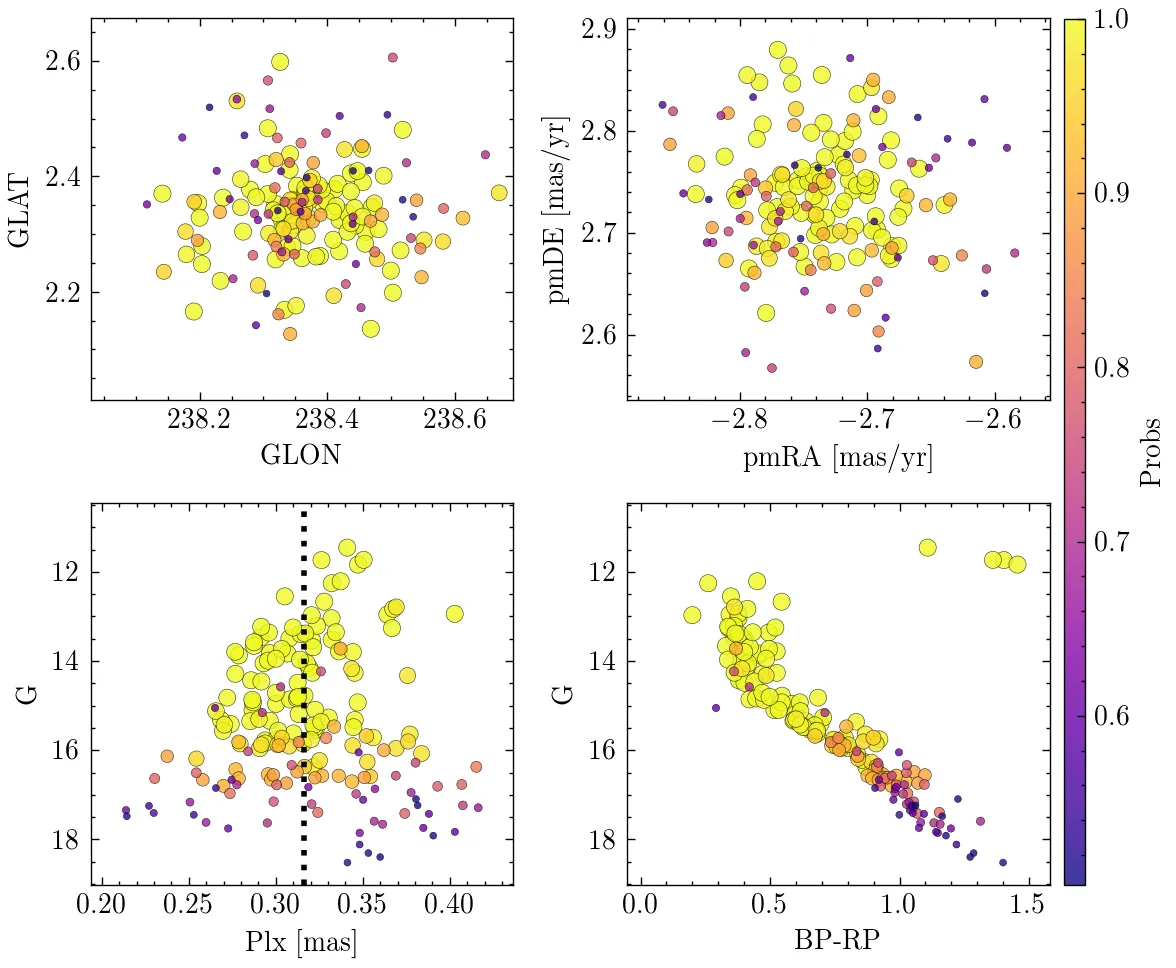 2.6
2.4
2.2
GLAT
238.2 238.4 238.6
GLON
2.9
2.8
2.7
2.6
pmDE [mas/yr]
−2.8 −2.7 −2.6
pmRA [mas/yr]
12
14
16
18
G
0.20 0.25 0.30 0.35 0.40
Plx [mas]
12
14
16
18
G
0.0 0.5 1.0 1.5
BP-RP
1.0
0.9
0.8
0.7
0.6
Probs